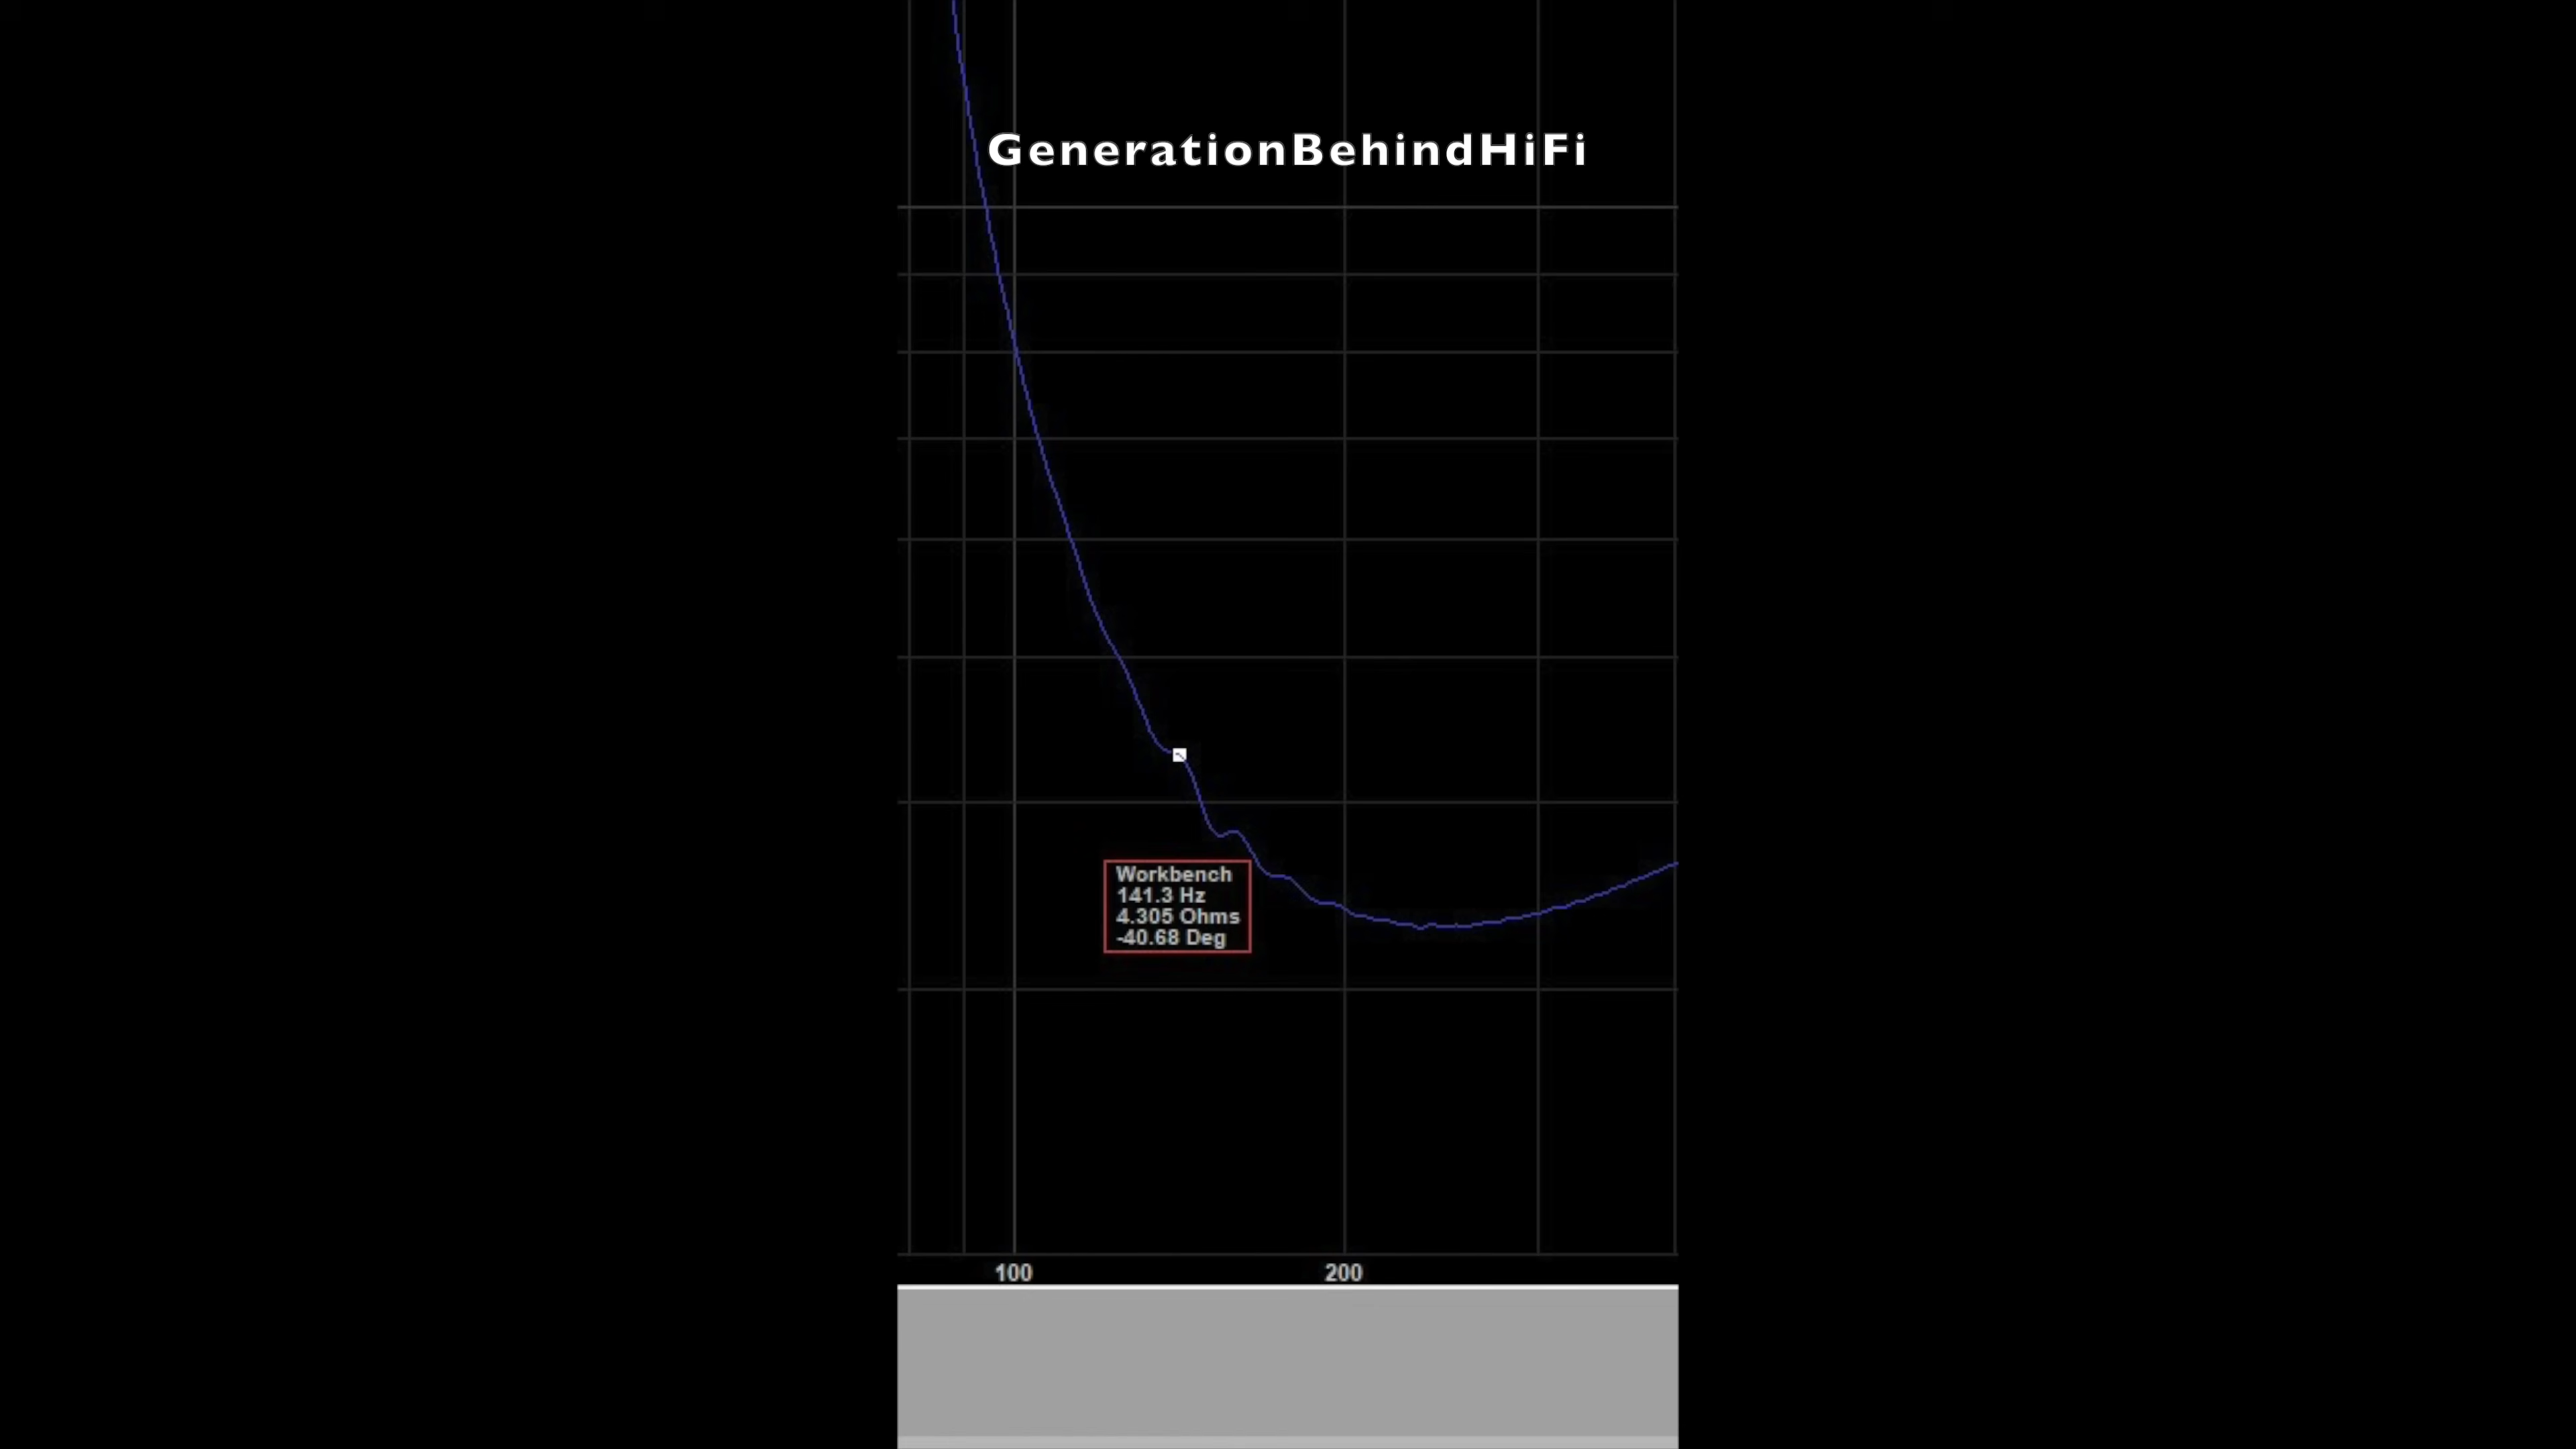 GenerationBehindHiFi
Workbench
141.3 Hz
4.305 Ohms
-40.68 Deg
100
200